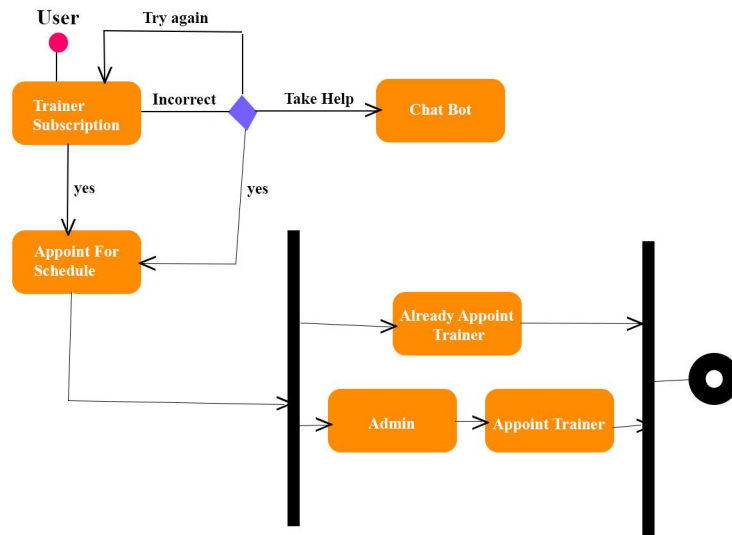 User
Try again
Trainer
Subscription
Incorrect
Take Help
Chat Bot
yes
yes
Appoint For
Schedule
Already Appoint
Trainer
Admin
Appoint Trainer